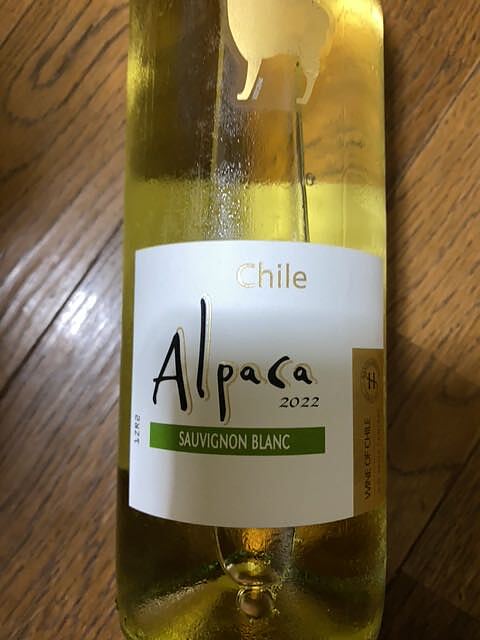 Chile
Alpaca
2022
SAUVIGNON BLANC
WINE OF CHILE